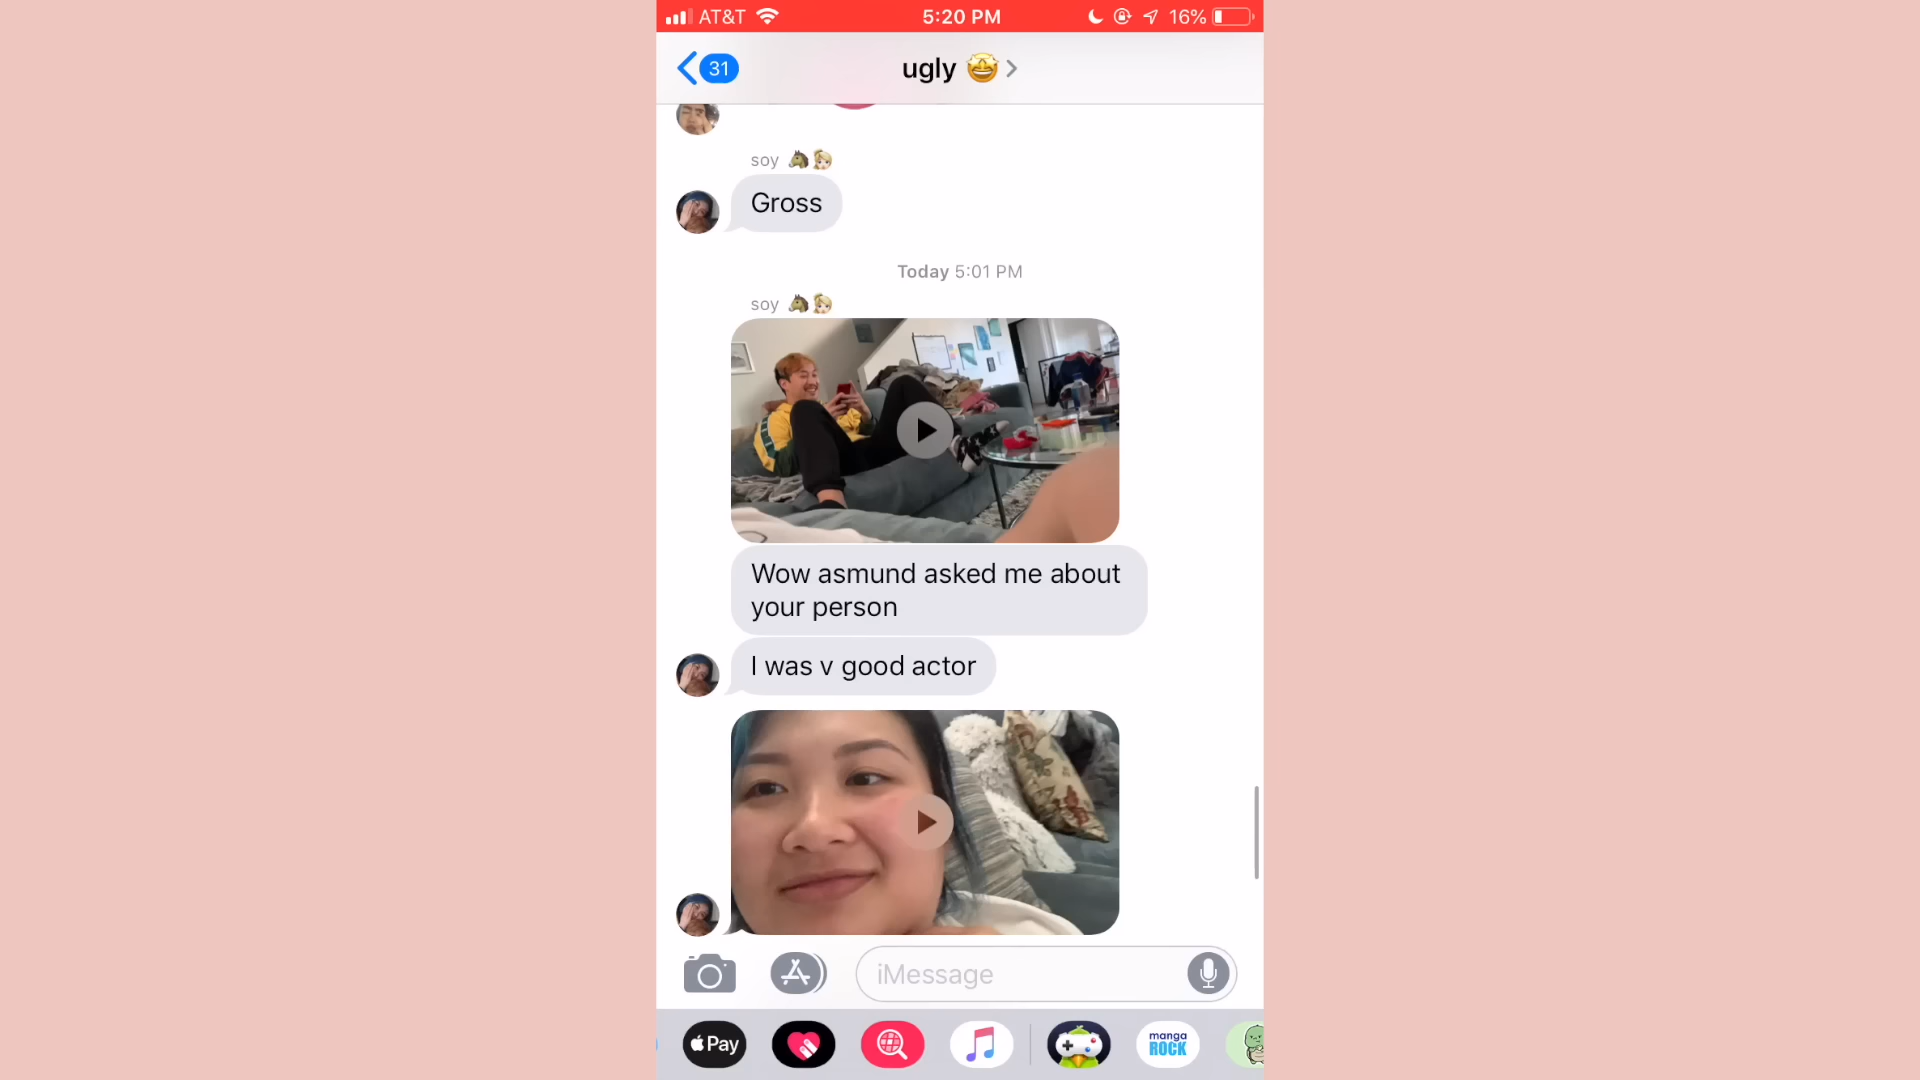 AT&T 5:20 PM 16%
31 ugly 🤩
soy 🐴👱🏻‍♀️
Gross
Today 5:01 PM
soy 🐴👱🏻‍♀️
Wow asmund asked me about
your person
I was v good actor
iMessage
Pay
manga
ROCK